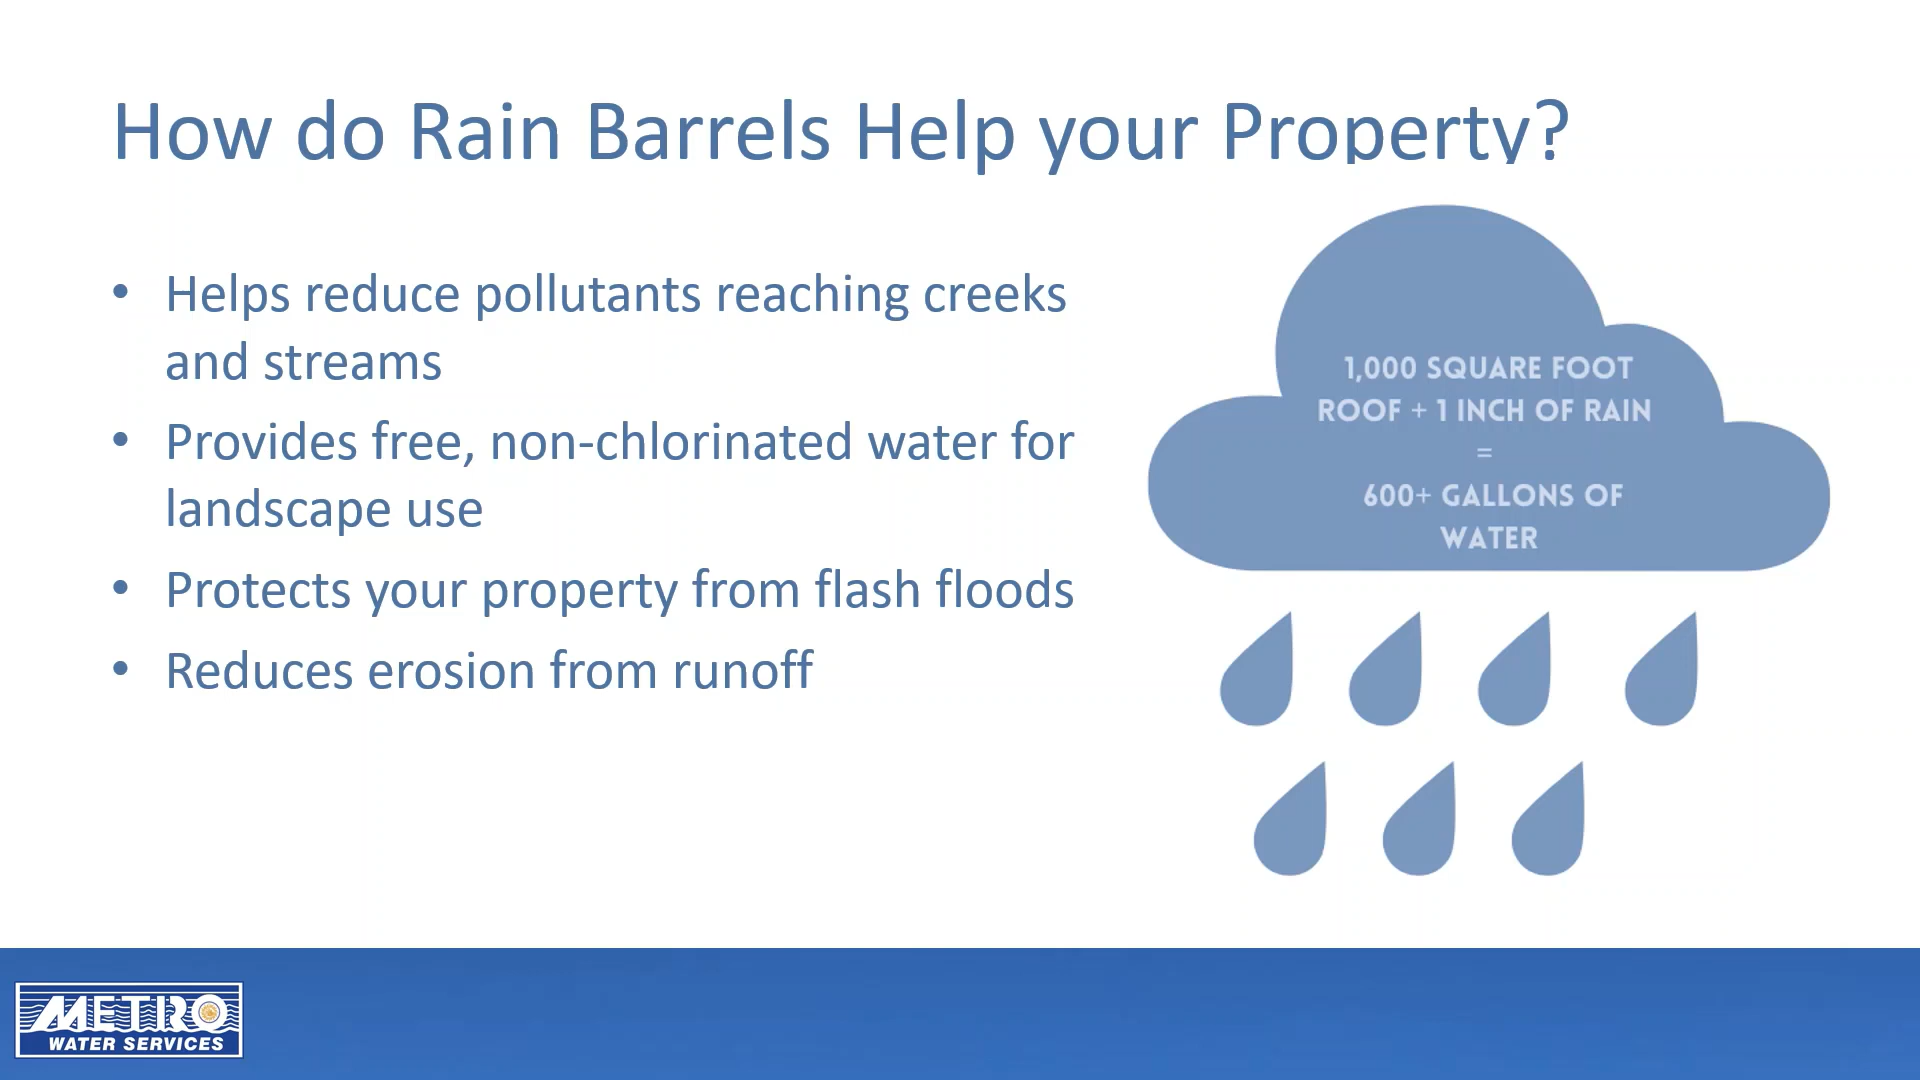 How do Rain Barrels Help your Property?
• Helps reduce pollutants reaching creeks
and streams
• Provides free, non-chlorinated water for
landscape use
• Protects your property from flash floods
• Reduces erosion from runoff
1,000 SQUARE FOOT
ROOF + 1 INCH OF RAIN
=
600+ GALLONS OF
WATER
METRO
WATER SERVICES